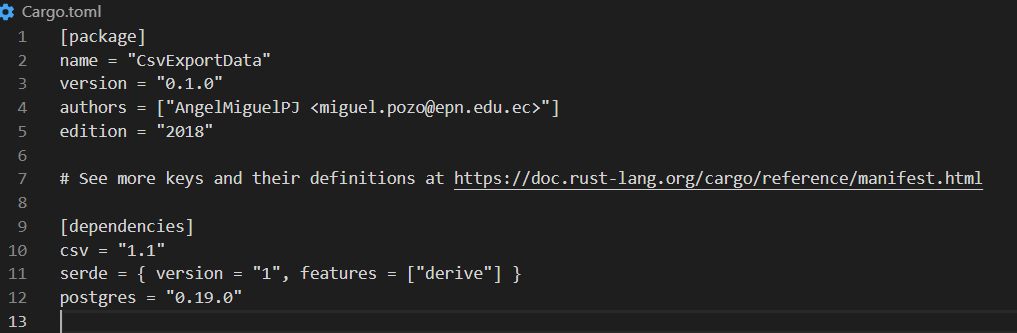 Cargo.toml
1 [package]
2 name = "CsvExportData"
3 version = "0.1.0"
4 authors = ["AngelMiguelPJ <miguel.pozo@epn.edu.ec>"]
5 edition = "2018"
6
7 # See more keys and their definitions at https://doc.rust-lang.org/cargo/reference/manifest.html
8
9 [dependencies]
10 csv = "1.1"
11 serde = { version = "1", features = ["derive"] }
12 postgres = "0.19.0"
13